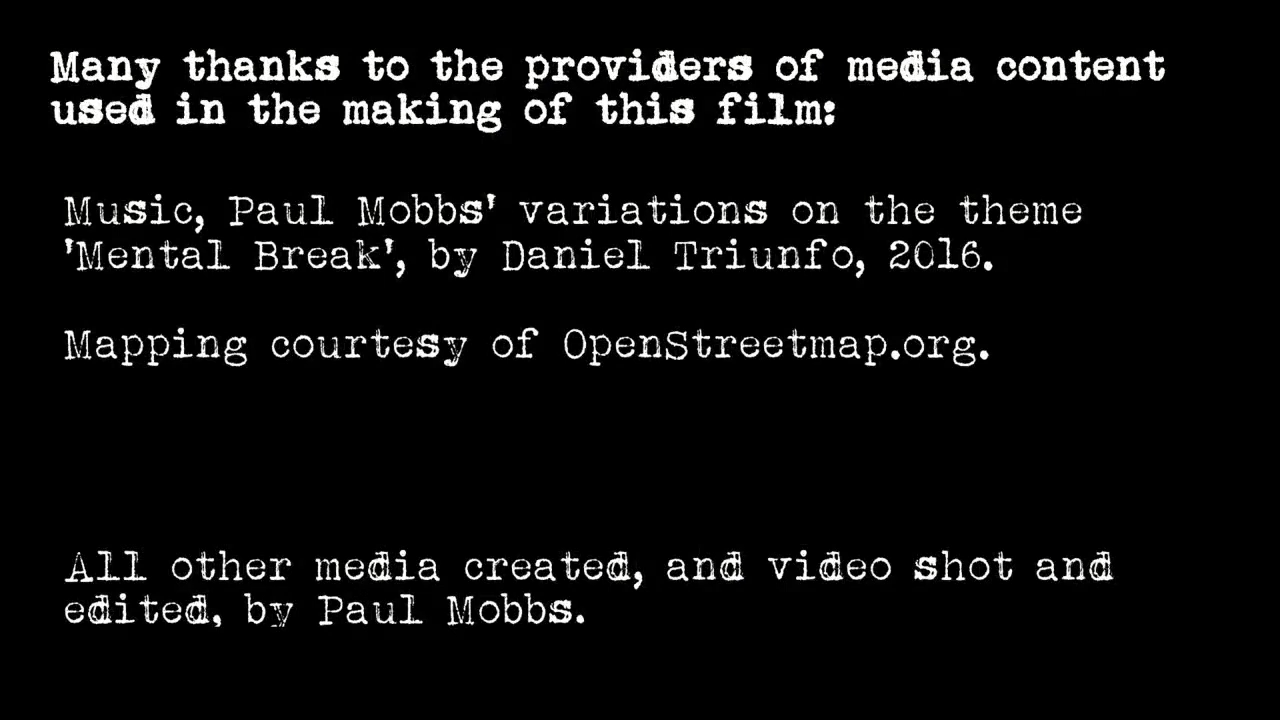 Many thanks to the providers of media content
used in the making of this film:
Music, Paul Mobbs' variations on the theme
'Mental Break', by Daniel Triunfo, 2016.
Mapping courtesy of OpenStreetmap.org.
All other media created, and video shot and
edited, by Paul Mobbs.